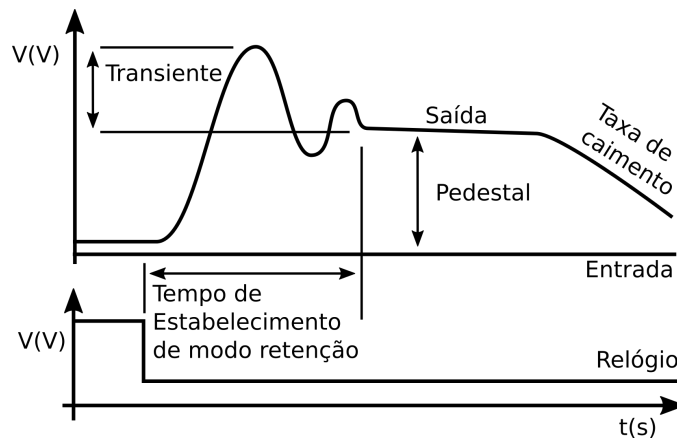 V(V)
Transiente
Saída
Taxa de
caimento
Pedestal
Entrada
Tempo de
Estabelecimento
de modo retenção
V(V)
Relógio
t(s)